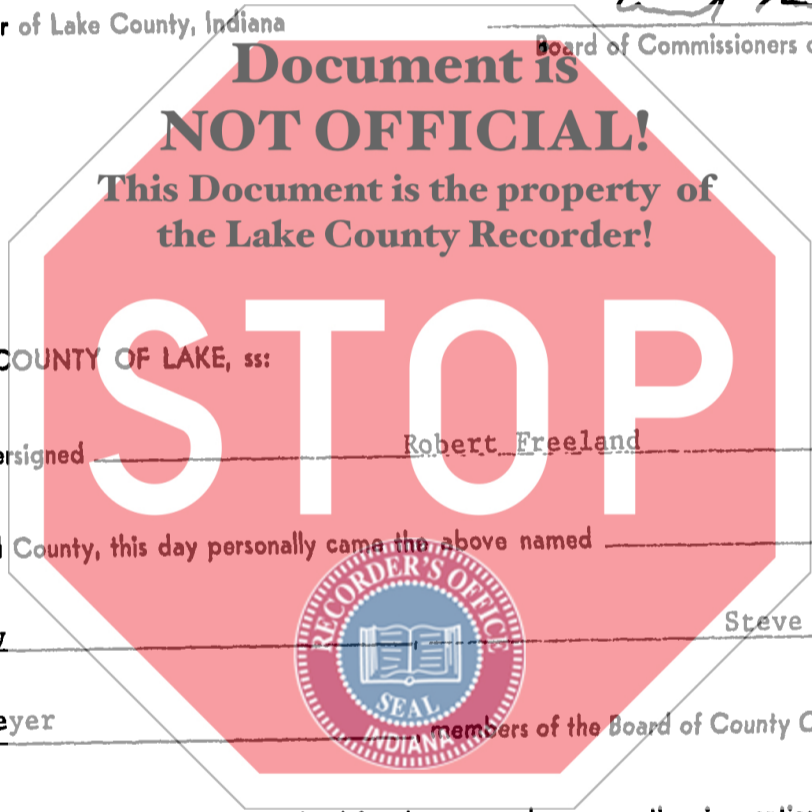 r of Lake County, Indiana
Board of Commissioners
Document is
NOT OFFICIAL!
This Document is the property of
the Lake County Recorder!
STOP
COUNTY OF LAKE, ss:
ersigned Robert Freeland
County, this day personally came the above named
RECORDER'S OFFICE
Steve
SEAL
INDIANA
eyer , members of the Board of County C